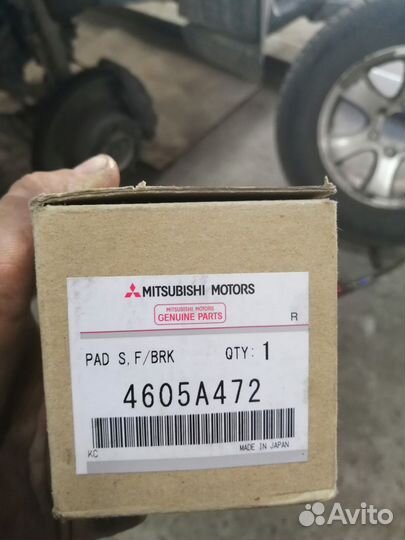 MITSUBISHI MOTORS
MITSUBISHI MOTORS
GENUINE PARTS
R
PAD S, F/BRK QTY: 1
4605A472
KC MADE IN JAPAN
Avito